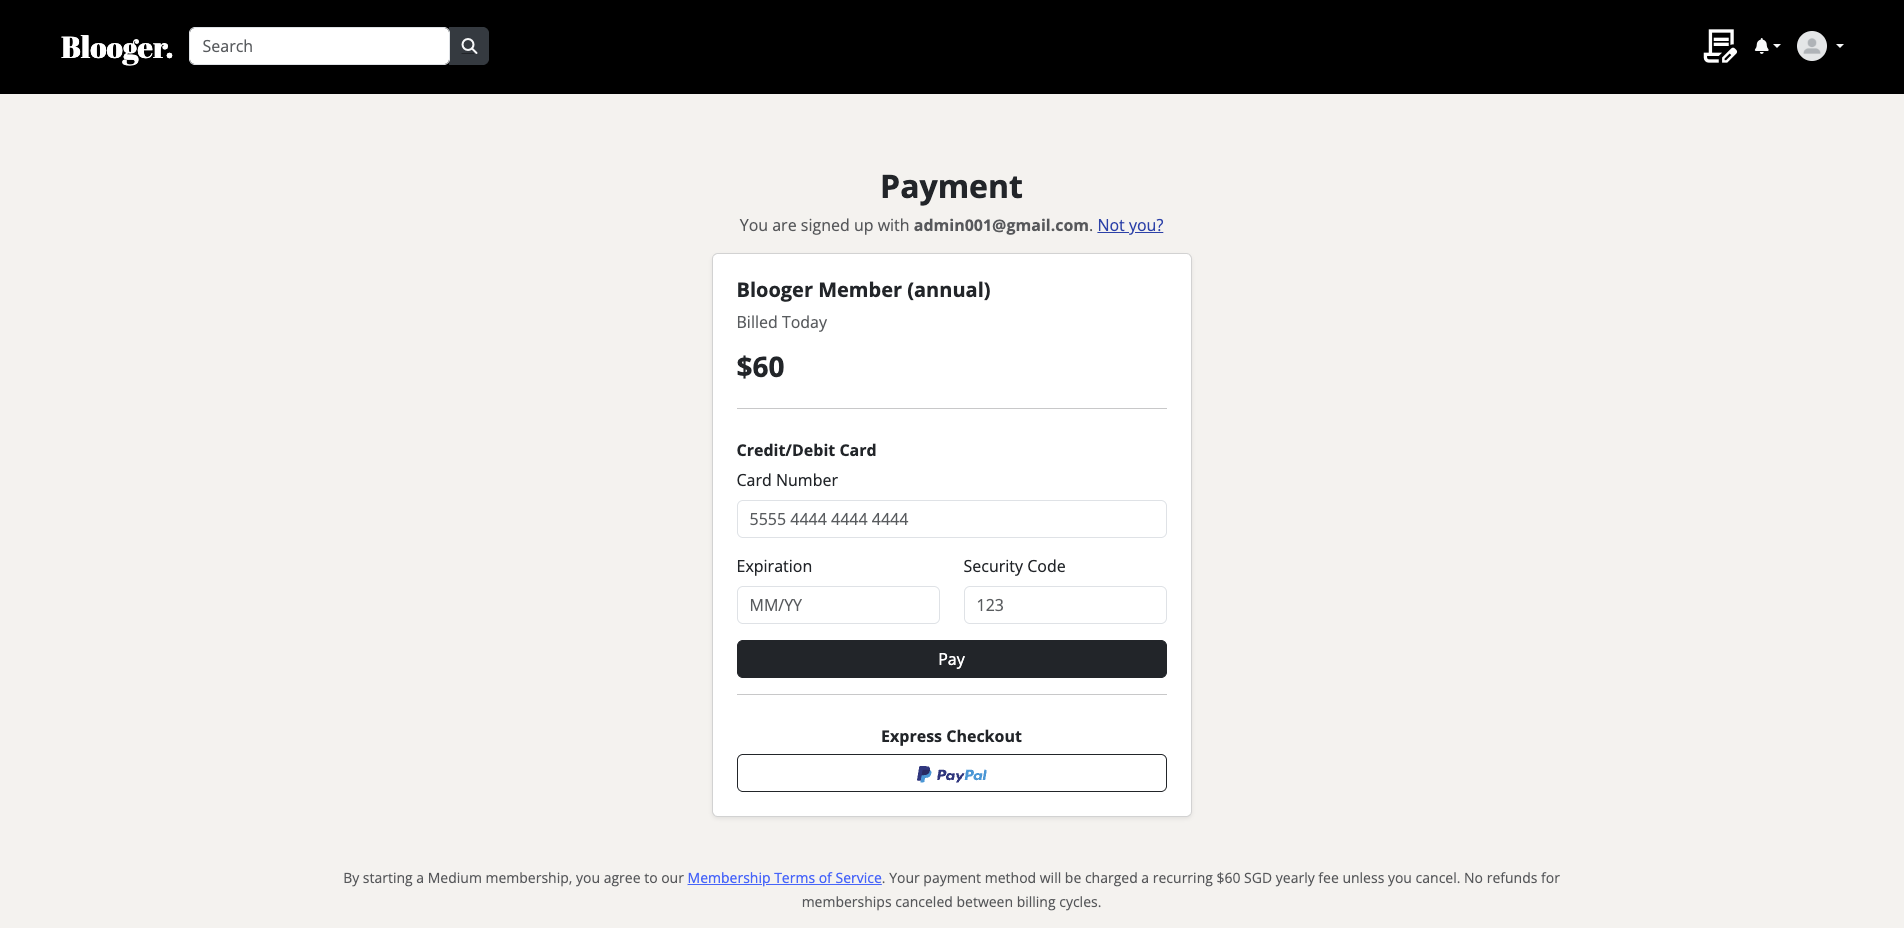 Blooger.
Search
Payment
You are signed up with admin001@gmail.com. Not you?
Blooger Member (annual)
Billed Today
$60
Credit/Debit Card
Card Number
5555 4444 4444 4444
Expiration
Security Code
MM/YY
123
Pay
Express Checkout
PayPal
By starting a Medium membership, you agree to our Membership Terms of Service. Your payment method will be charged a recurring $60 SGD yearly fee unless you cancel. No refunds for
memberships canceled between billing cycles.